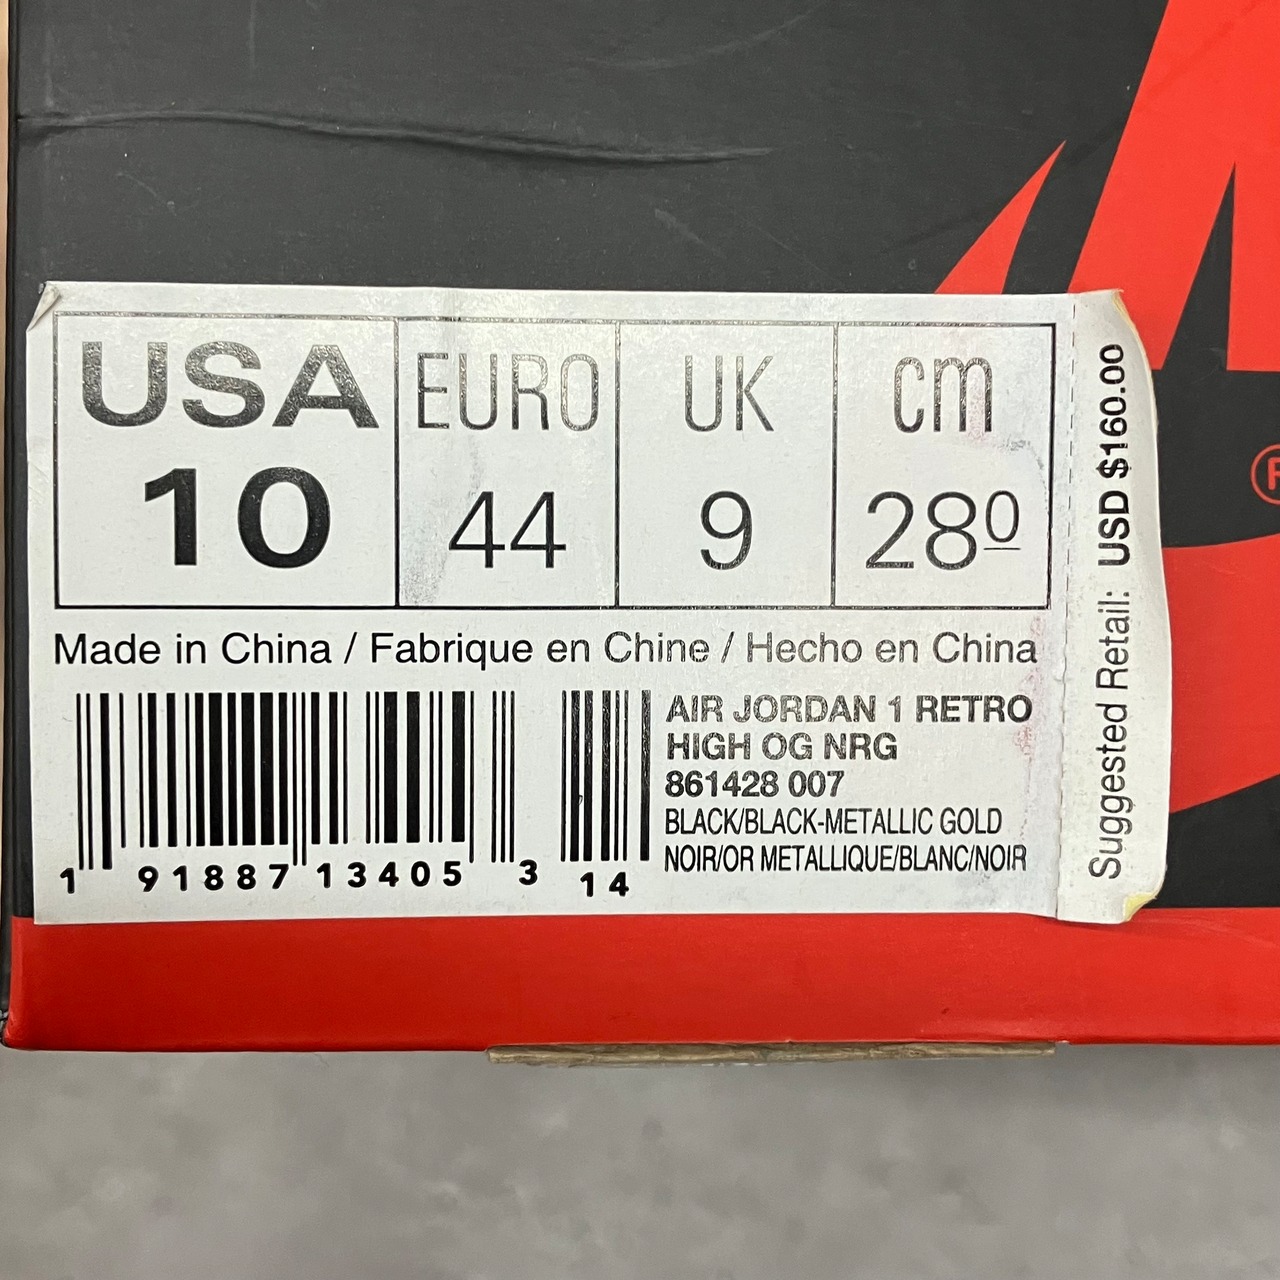 USA EURO UK cm
10 44 9 28⁰
Made in China / Fabrique en Chine / Hecho en China
AIR JORDAN 1 RETRO
HIGH OG NRG
861428 007
BLACK/BLACK-METALLIC GOLD
NOIR/OR METALLIQUE/BLANC/NOIR
1 91887 13405 3 14
Suggested Retail: USD $160.00
®